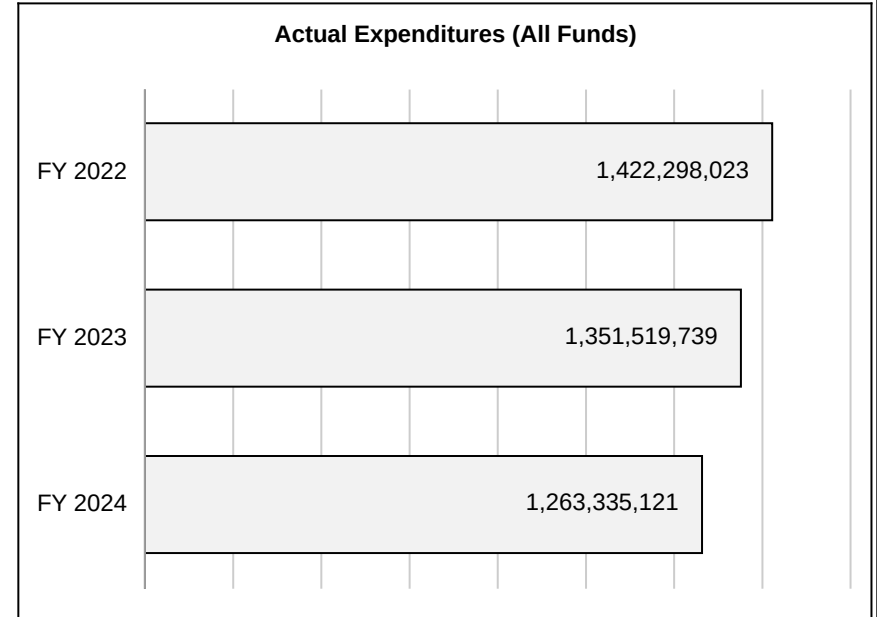 Actual Expenditures (All Funds)
FY 2022 1,422,298,023
FY 2023 1,351,519,739
FY 2024 1,263,335,121